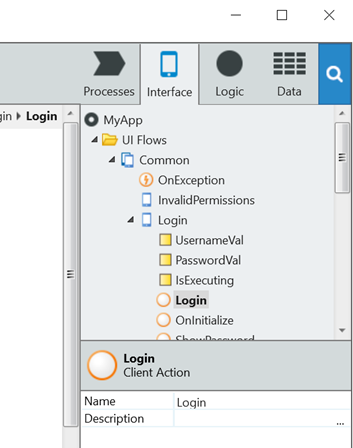 Processes
Interface
Logic
Data
Login
MyApp
UI Flows
Common
OnException
InvalidPermissions
Login
UsernameVal
PasswordVal
IsExecuting
Login
OnInitialize
ShowPassword
Login
Client Action
Name Login
Description ...